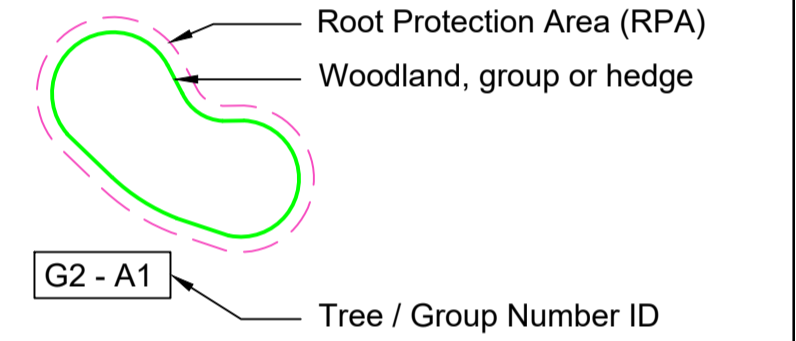 Root Protection Area (RPA)
Woodland, group or hedge
G2 - A1
Tree / Group Number ID